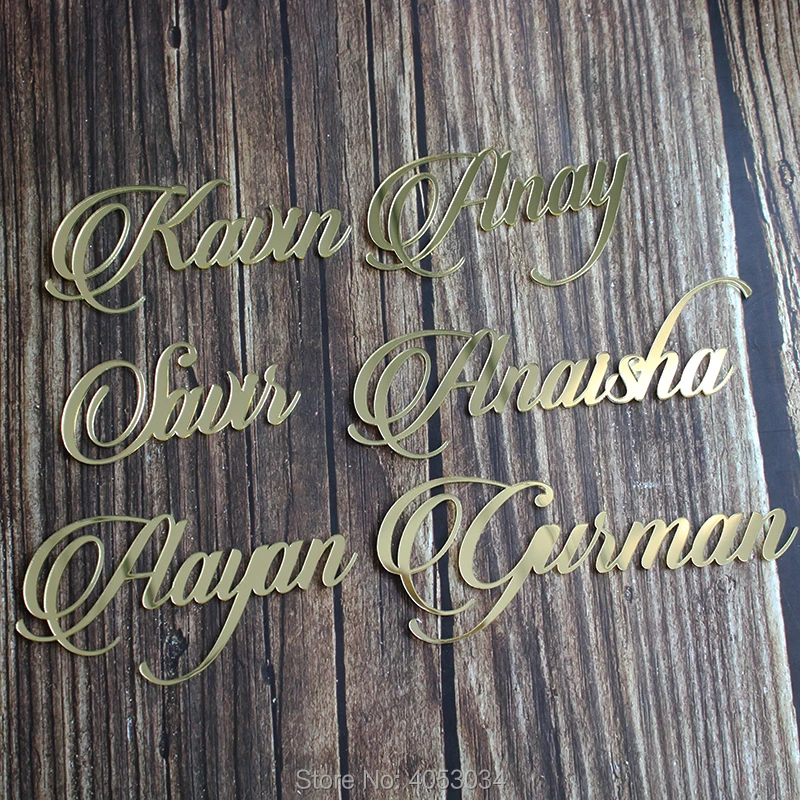 Kavin Anay
Savir Anaisha
Aayan Gurman
Store No: 4053034